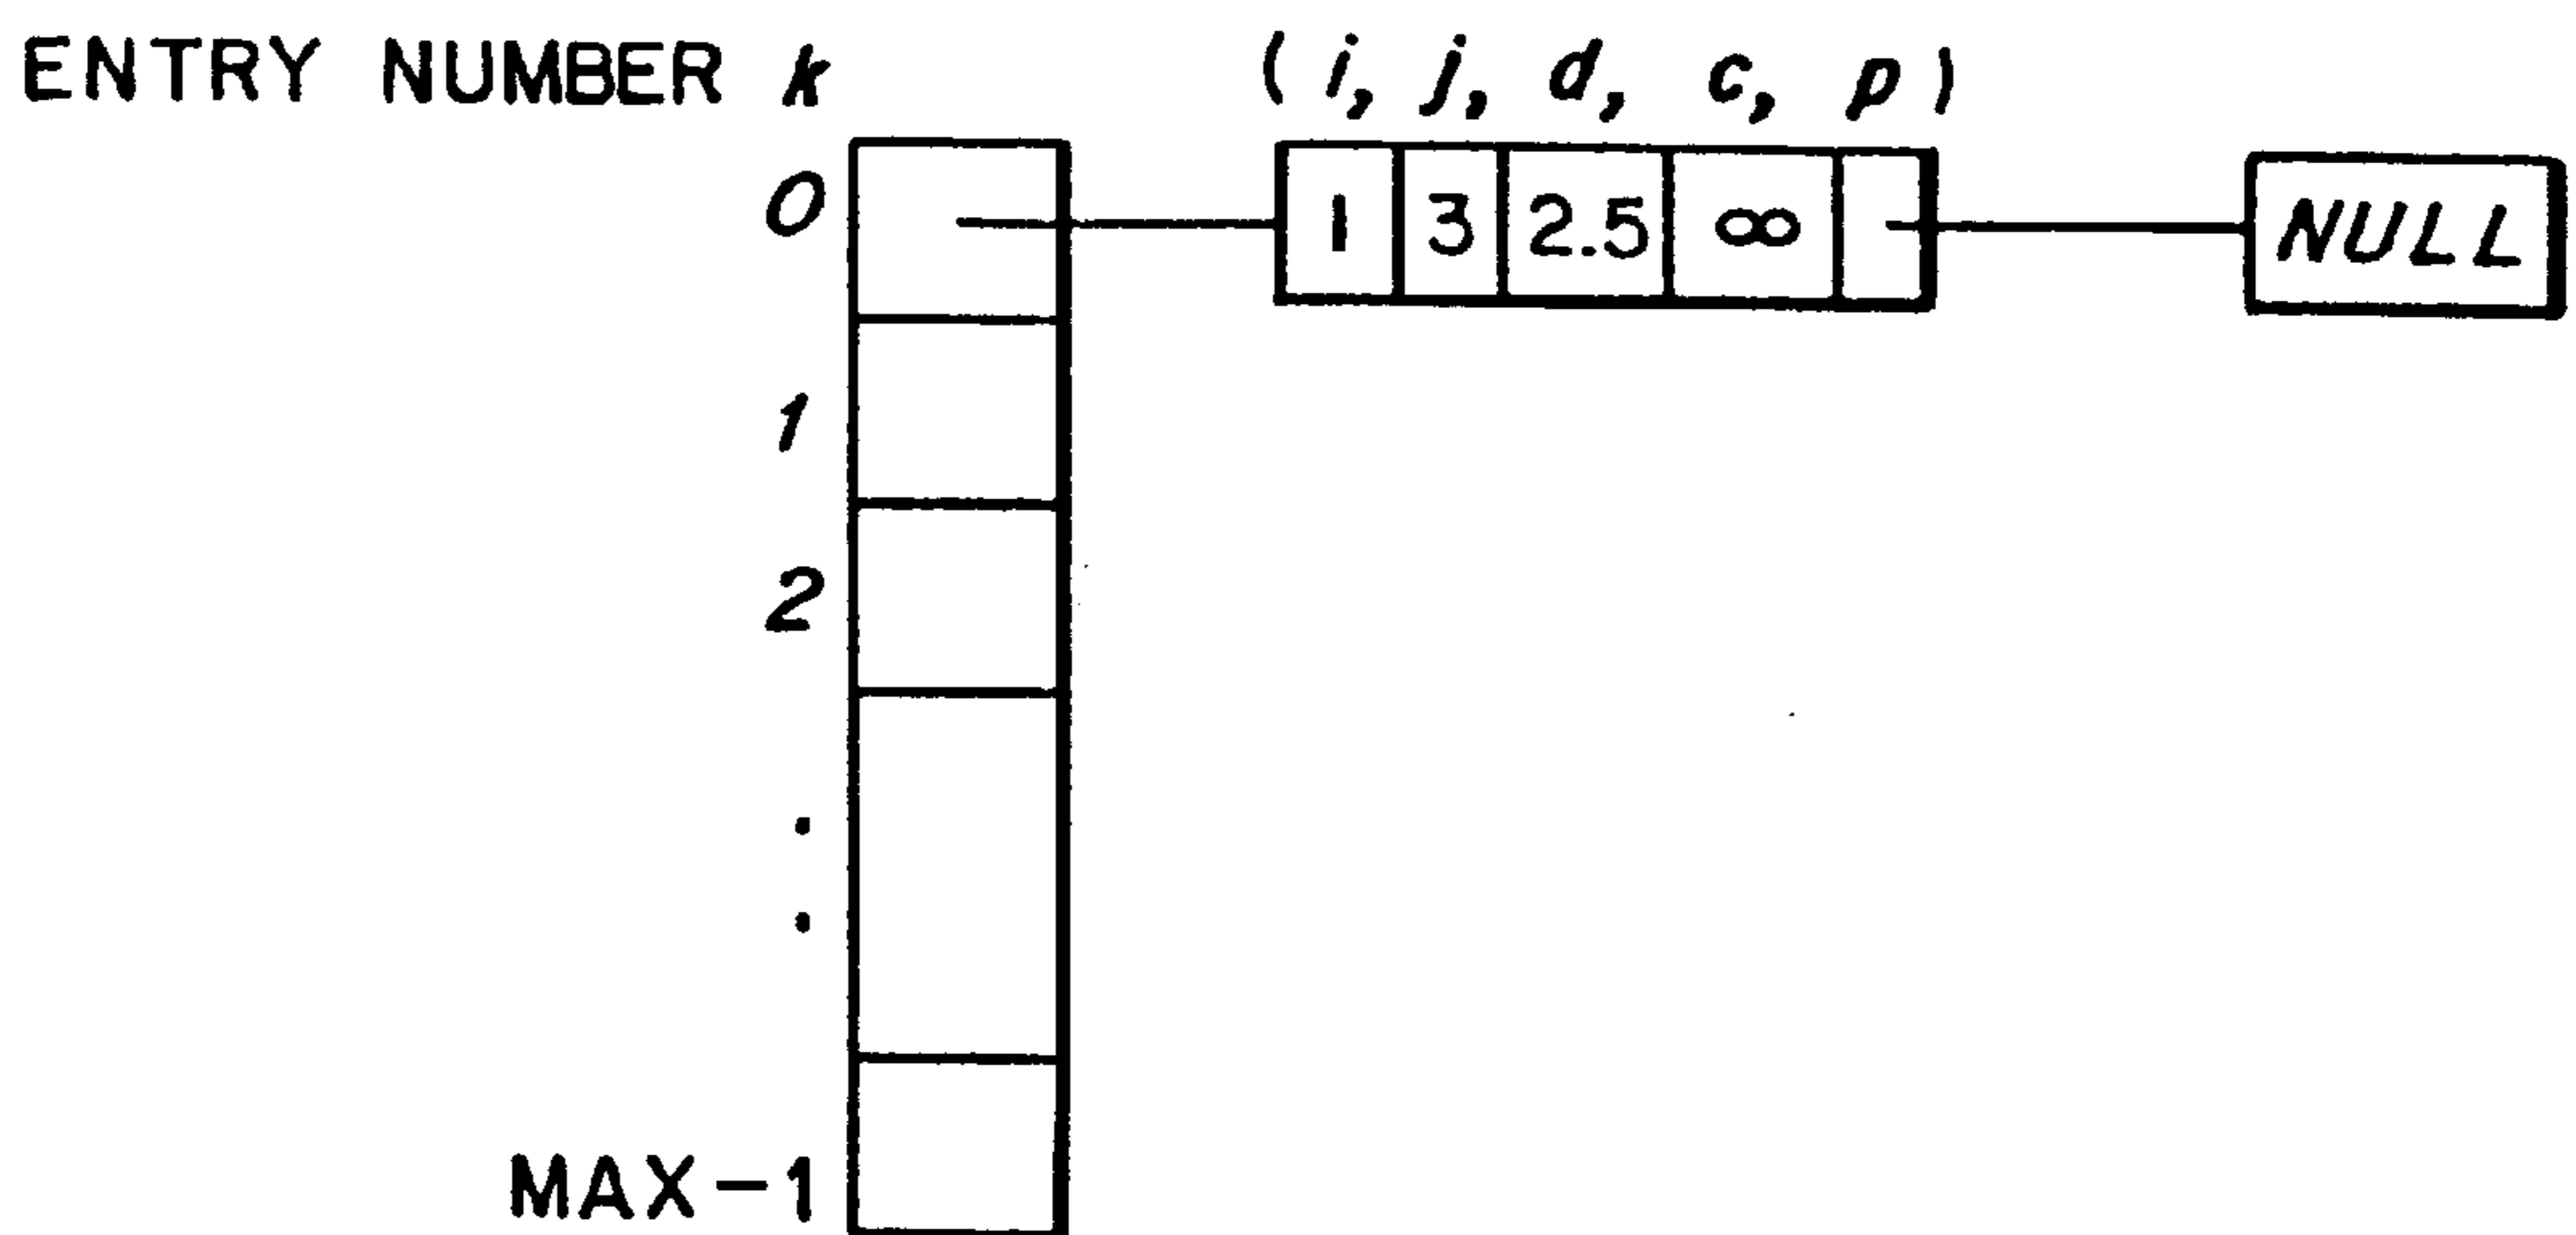 ENTRY NUMBER k (i, j, d, c, p)
0 1 3 2.5 ∞ NULL
1
2
.
.
MAX-1